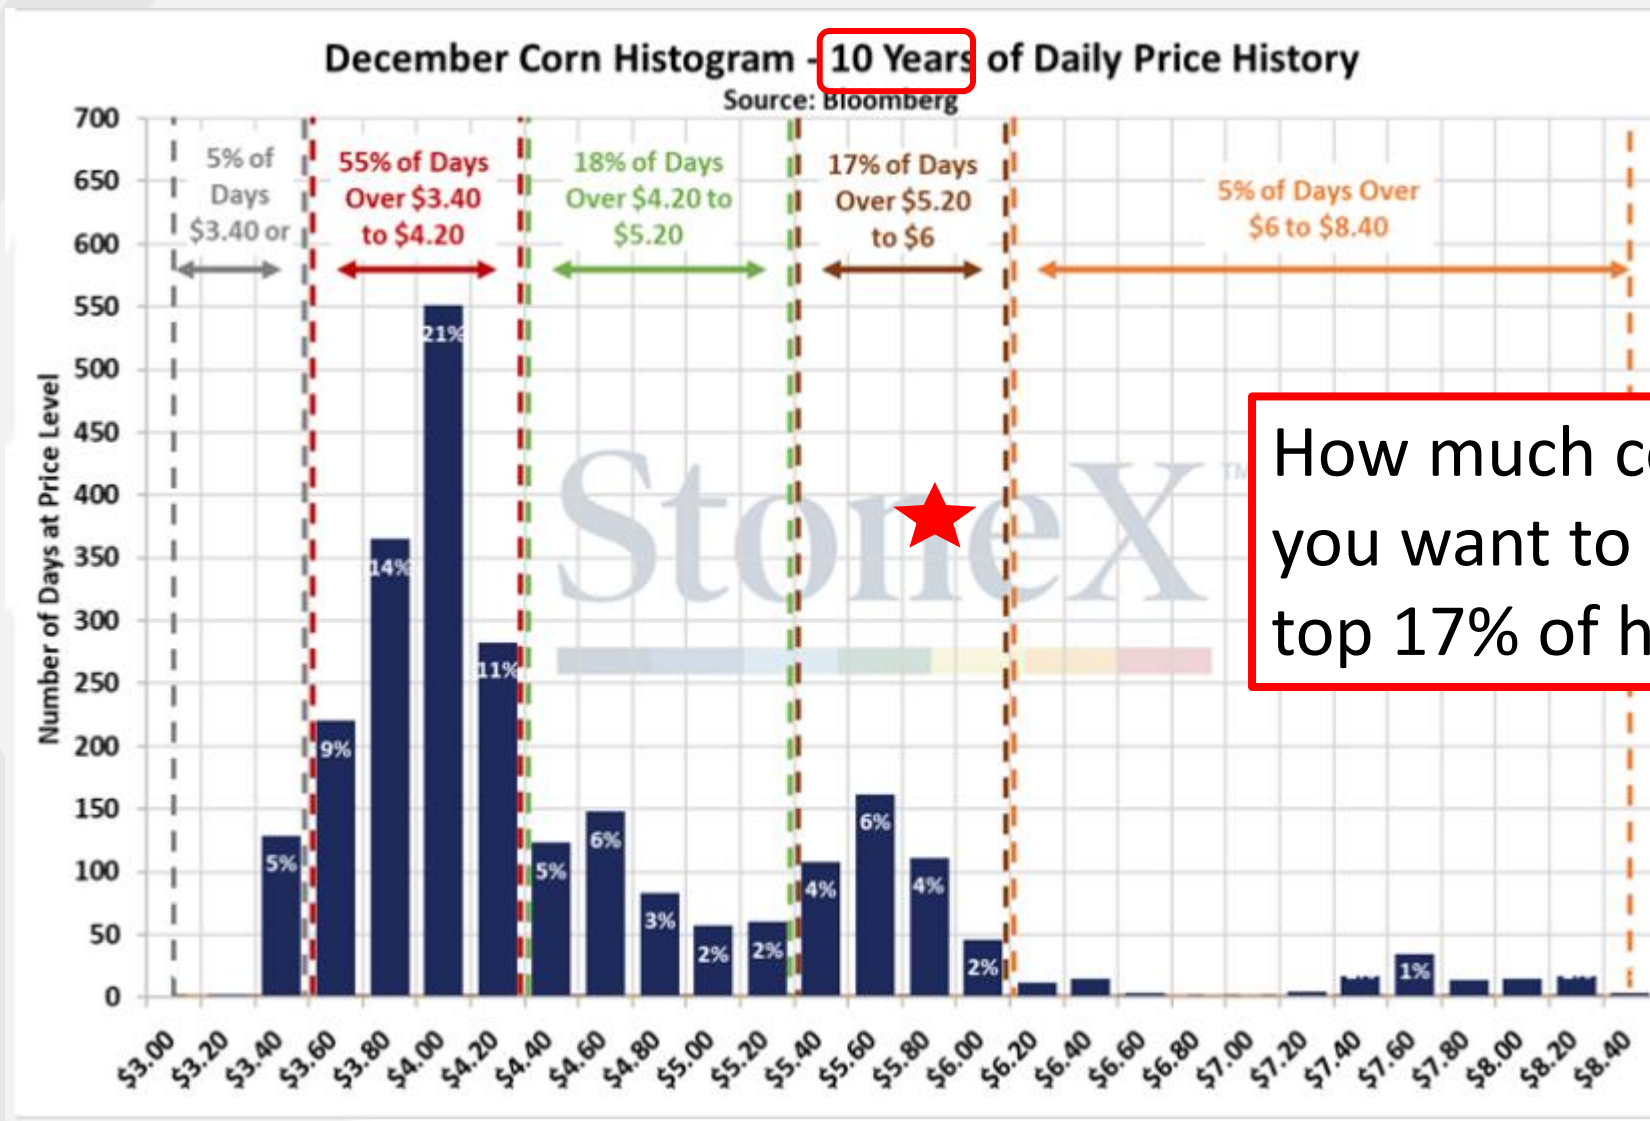 December Corn Histogram - 10 Years of Daily Price History
Source: Bloomberg
Number of Days at Price Level
700
650
600
550
500
450
400
350
300
250
200
150
100
50
0
5% of
Days
$3.40 or
55% of Days
Over $3.40
to $4.20
18% of Days
Over $4.20 to
$5.20
17% of Days
Over $5.20
to $6
5% of Days Over
$6 to $8.40
StoneX TM
How much c
you want to
top 17% of h
5%
9%
14%
21%
11%
5%
6%
3%
2%
2%
4%
6%
4%
2%
1%
$3.00
$3.20
$3.40
$3.60
$3.80
$4.00
$4.20
$4.40
$4.60
$4.80
$5.00
$5.20
$5.40
$5.60
$5.80
$6.00
$6.20
$6.40
$6.60
$6.80
$7.00
$7.20
$7.40
$7.60
$7.80
$8.00
$8.20
$8.40